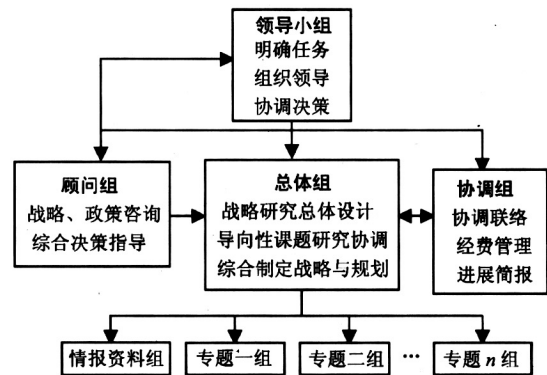 领导小组
明确任务
组织领导
协调决策
顾问组
战略、政策咨询
综合决策指导
总体组
战略研究总体设计
导向性课题研究协调
综合制定战略与规划
协调组
协调联络
经费管理
进展简报
情报资料组
专题一组
专题二组
…
专题 n 组